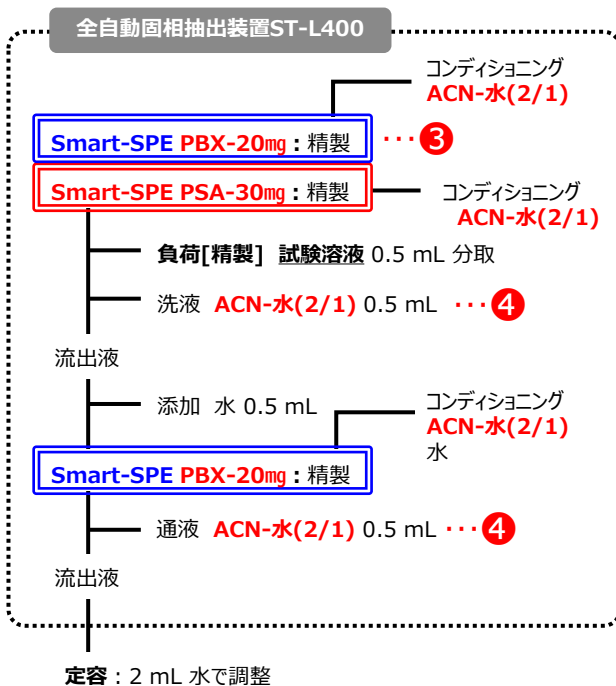 全自動固相抽出装置ST-L400
コンディショニング
ACN-水(2/1)
Smart-SPE PBX-20mg：精製 ･･･❸
Smart-SPE PSA-30mg：精製
コンディショニング
ACN-水(2/1)
負荷[精製] 試験溶液 0.5 mL 分取
洗液 ACN-水(2/1) 0.5 mL ･･･❹
流出液
添加 水 0.5 mL
コンディショニング
ACN-水(2/1)
水
Smart-SPE PBX-20mg：精製
通液 ACN-水(2/1) 0.5 mL ･･･❹
流出液
定容：2 mL 水で調整